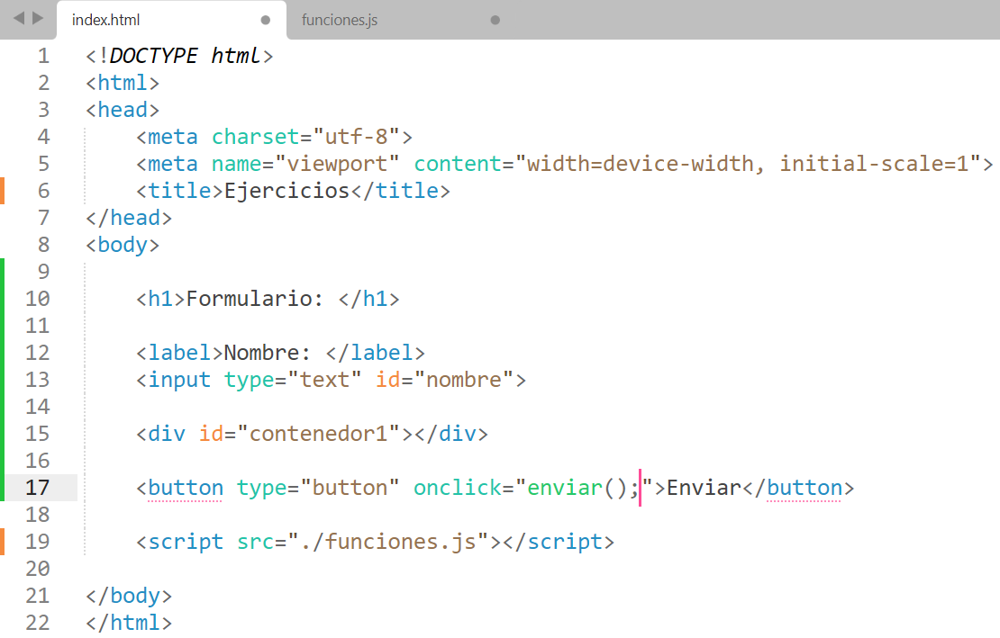 index.html funciones.js
1 <!DOCTYPE html>
2 <html>
3 <head>
4 <meta charset="utf-8">
5 <meta name="viewport" content="width=device-width, initial-scale=1">
6 <title>Ejercicios</title>
7 </head>
8 <body>
9
10 <h1>Formulario: </h1>
11
12 <label>Nombre: </label>
13 <input type="text" id="nombre">
14
15 <div id="contenedor1"></div>
16
17 <button type="button" onclick="enviar();">Enviar</button>
18
19 <script src="./funciones.js"></script>
20
21 </body>
22 </html>